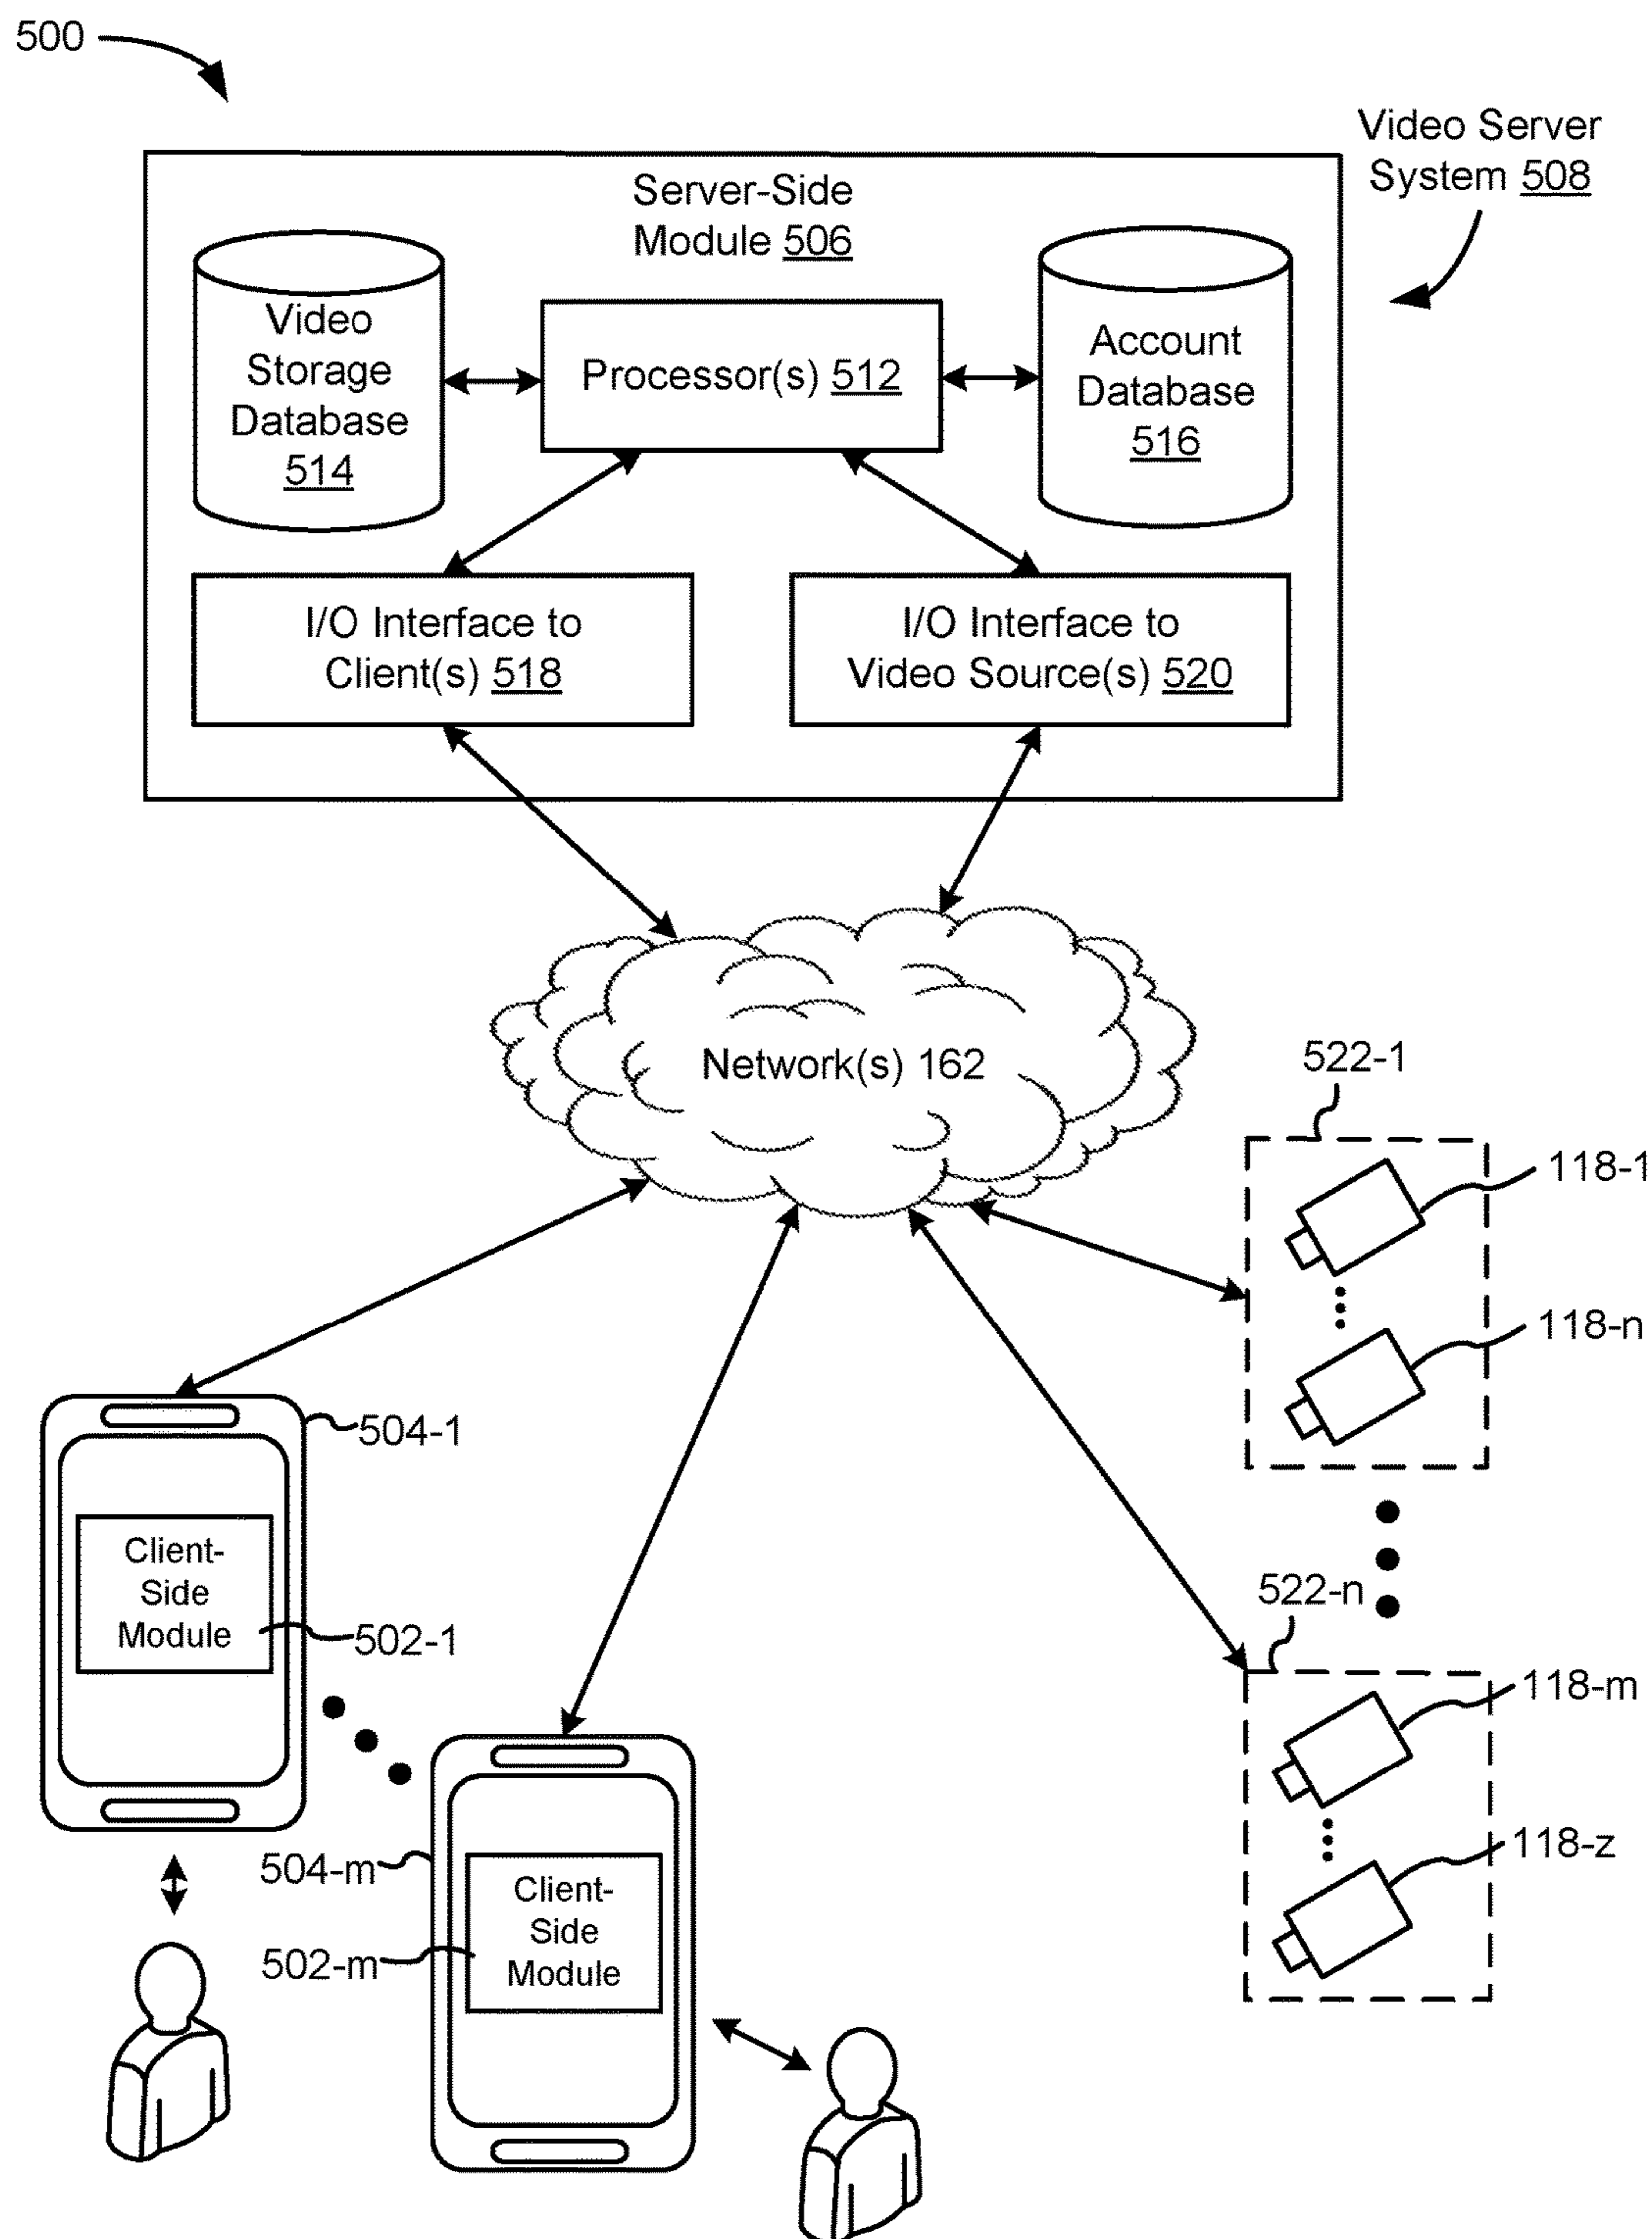 500
Video Server
System 508
Server-Side
Module 506
Video
Storage
Database
514
Processor(s) 512
Account
Database
516
I/O Interface to
Client(s) 518
I/O Interface to
Video Source(s) 520
Network(s) 162
522-1
118-1
118-n
504-1
Client-
Side
Module
502-1
522-n
118-m
118-z
504-m
Client-
Side
Module
502-m